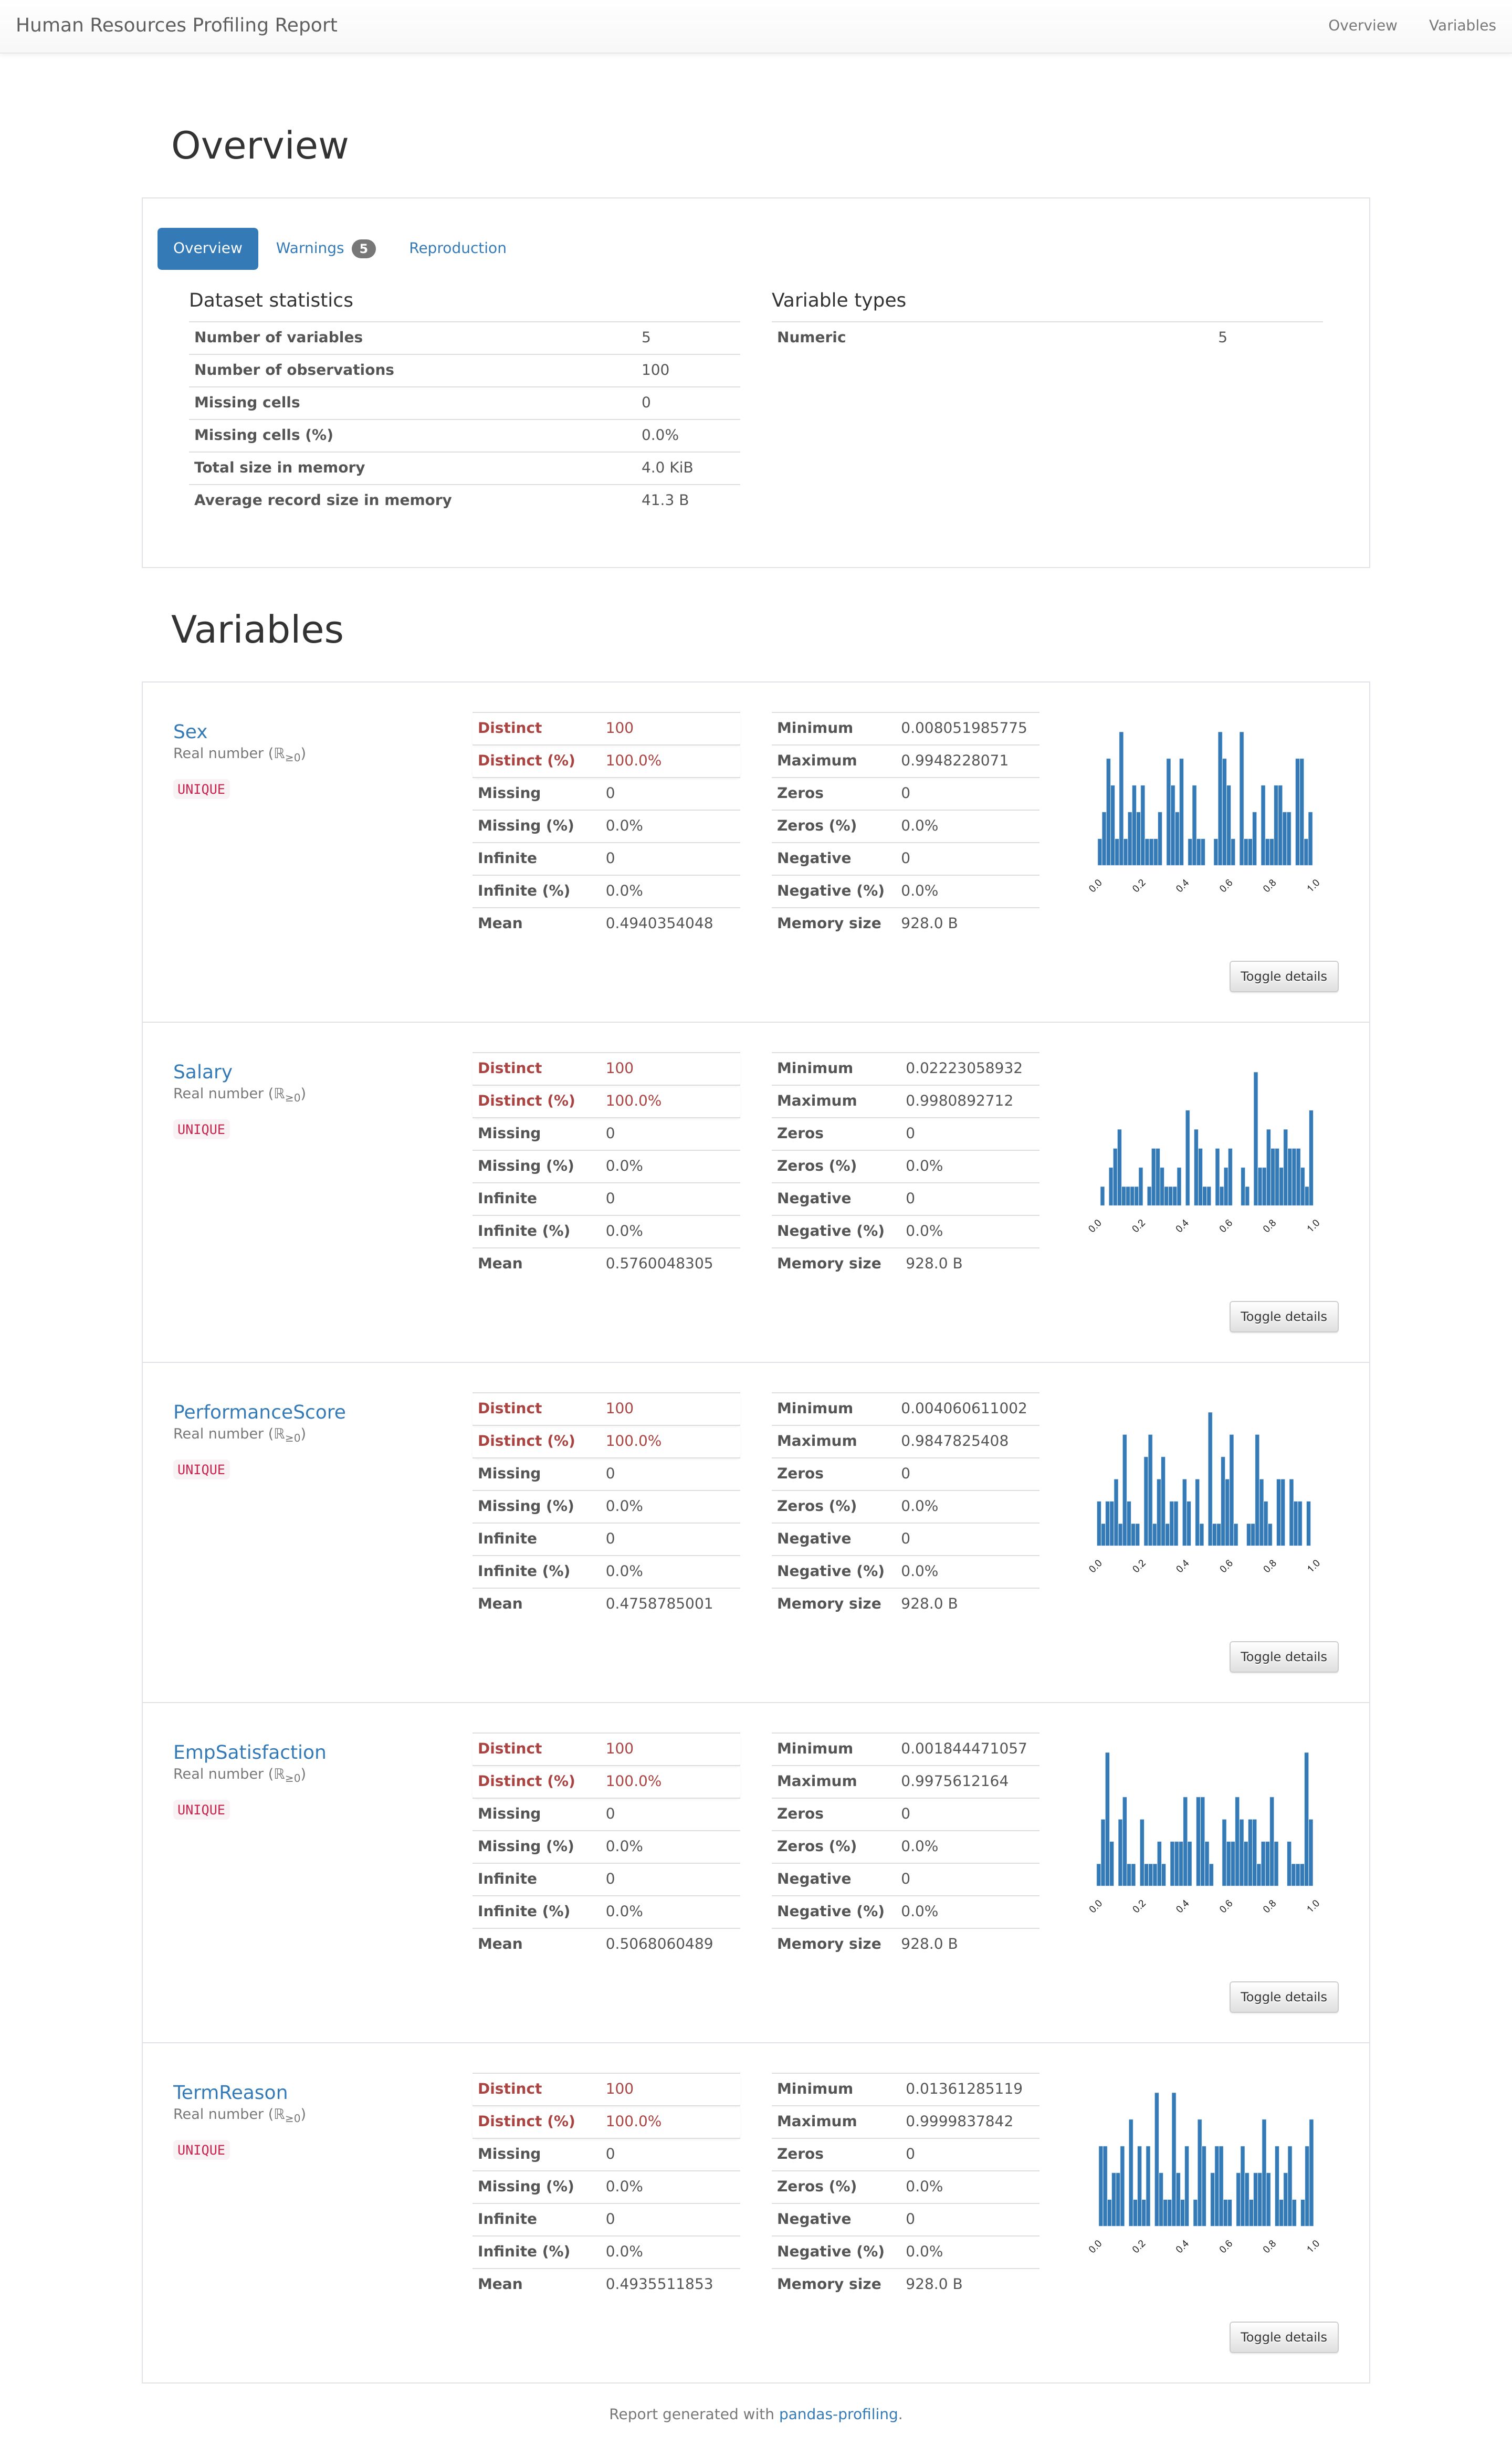 Human Resources Profiling Report Overview Variables
Overview
Overview Warnings 5 Reproduction
Dataset statistics Variable types
Number of variables 5 Numeric 5
Number of observations 100
Missing cells 0
Missing cells (%) 0.0%
Total size in memory 4.0 KiB
Average record size in memory 41.3 B
Variables
Sex
Real number (ℝ≥0)
UNIQUE
Distinct 100 Minimum 0.008051985775
Distinct (%) 100.0% Maximum 0.9948228071
Missing 0 Zeros 0
Missing (%) 0.0% Zeros (%) 0.0%
Infinite 0 Negative 0
Infinite (%) 0.0% Negative (%) 0.0%
Mean 0.4940354048 Memory size 928.0 B
0.0 0.2 0.4 0.6 0.8 1.0
Toggle details
Salary
Real number (ℝ≥0)
UNIQUE
Distinct 100 Minimum 0.02223058932
Distinct (%) 100.0% Maximum 0.9980892712
Missing 0 Zeros 0
Missing (%) 0.0% Zeros (%) 0.0%
Infinite 0 Negative 0
Infinite (%) 0.0% Negative (%) 0.0%
Mean 0.5760048305 Memory size 928.0 B
0.0 0.2 0.4 0.6 0.8 1.0
Toggle details
PerformanceScore
Real number (ℝ≥0)
UNIQUE
Distinct 100 Minimum 0.004060611002
Distinct (%) 100.0% Maximum 0.9847825408
Missing 0 Zeros 0
Missing (%) 0.0% Zeros (%) 0.0%
Infinite 0 Negative 0
Infinite (%) 0.0% Negative (%) 0.0%
Mean 0.4758785001 Memory size 928.0 B
0.0 0.2 0.4 0.6 0.8 1.0
Toggle details
EmpSatisfaction
Real number (ℝ≥0)
UNIQUE
Distinct 100 Minimum 0.001844471057
Distinct (%) 100.0% Maximum 0.9975612164
Missing 0 Zeros 0
Missing (%) 0.0% Zeros (%) 0.0%
Infinite 0 Negative 0
Infinite (%) 0.0% Negative (%) 0.0%
Mean 0.5068060489 Memory size 928.0 B
0.0 0.2 0.4 0.6 0.8 1.0
Toggle details
TermReason
Real number (ℝ≥0)
UNIQUE
Distinct 100 Minimum 0.01361285119
Distinct (%) 100.0% Maximum 0.9999837842
Missing 0 Zeros 0
Missing (%) 0.0% Zeros (%) 0.0%
Infinite 0 Negative 0
Infinite (%) 0.0% Negative (%) 0.0%
Mean 0.4935511853 Memory size 928.0 B
0.0 0.2 0.4 0.6 0.8 1.0
Toggle details
Report generated with pandas-profiling.